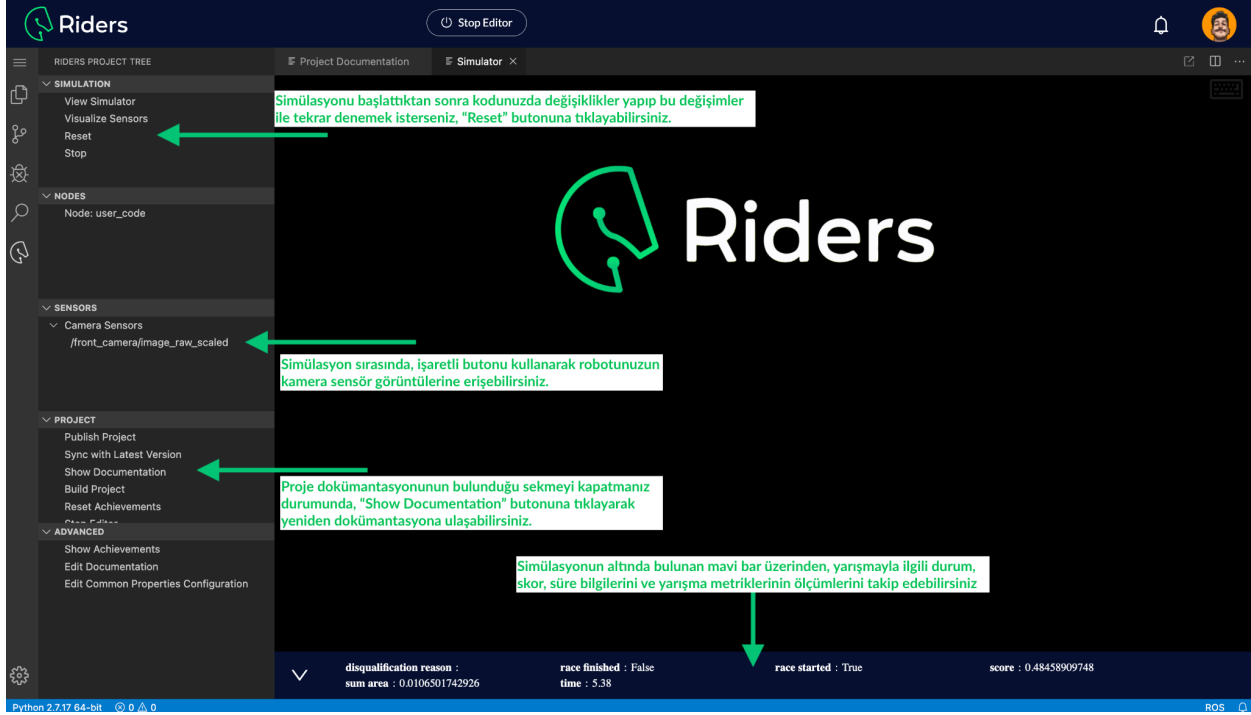 Riders
Stop Editor
RIDERS PROJECT TREE
Project Documentation
Simulator
SIMULATION
View Simulator
Visualize Sensors
Reset
Stop
Simülasyonu başlattıktan sonra kodunuzda değişiklikler yapıp bu değişimler
ile tekrar denemek isterseniz, “Reset” butonuna tıklayabilirsiniz.
NODES
Node: user_code
Riders
SENSORS
Camera Sensors
/front_camera/image_raw_scaled
Simülasyon sırasında, işaretli butonu kullanarak robotunuzun
kamera sensör görüntülerine erişebilirsiniz.
PROJECT
Publish Project
Sync with Latest Version
Show Documentation
Build Project
Reset Achievements
Stop Editor
Proje dokümantasyonunun bulunduğu sekmeyi kapatmanız
durumunda, “Show Documentation” butonuna tıklayarak
yeniden dokümantasyona ulaşabilirsiniz.
ADVANCED
Show Achievements
Edit Documentation
Edit Common Properties Configuration
Simülasyonun altında bulunan mavi bar üzerinden, yarışmayla ilgili durum,
skor, süre bilgilerini ve yarışma metriklerinin ölçümlerini takip edebilirsiniz
disqualification reason : race finished : False race started : True score : 0.48458909748
sum area : 0.0106501742926 time : 5.38
Python 2.7.17 64-bit 0 0 ROS